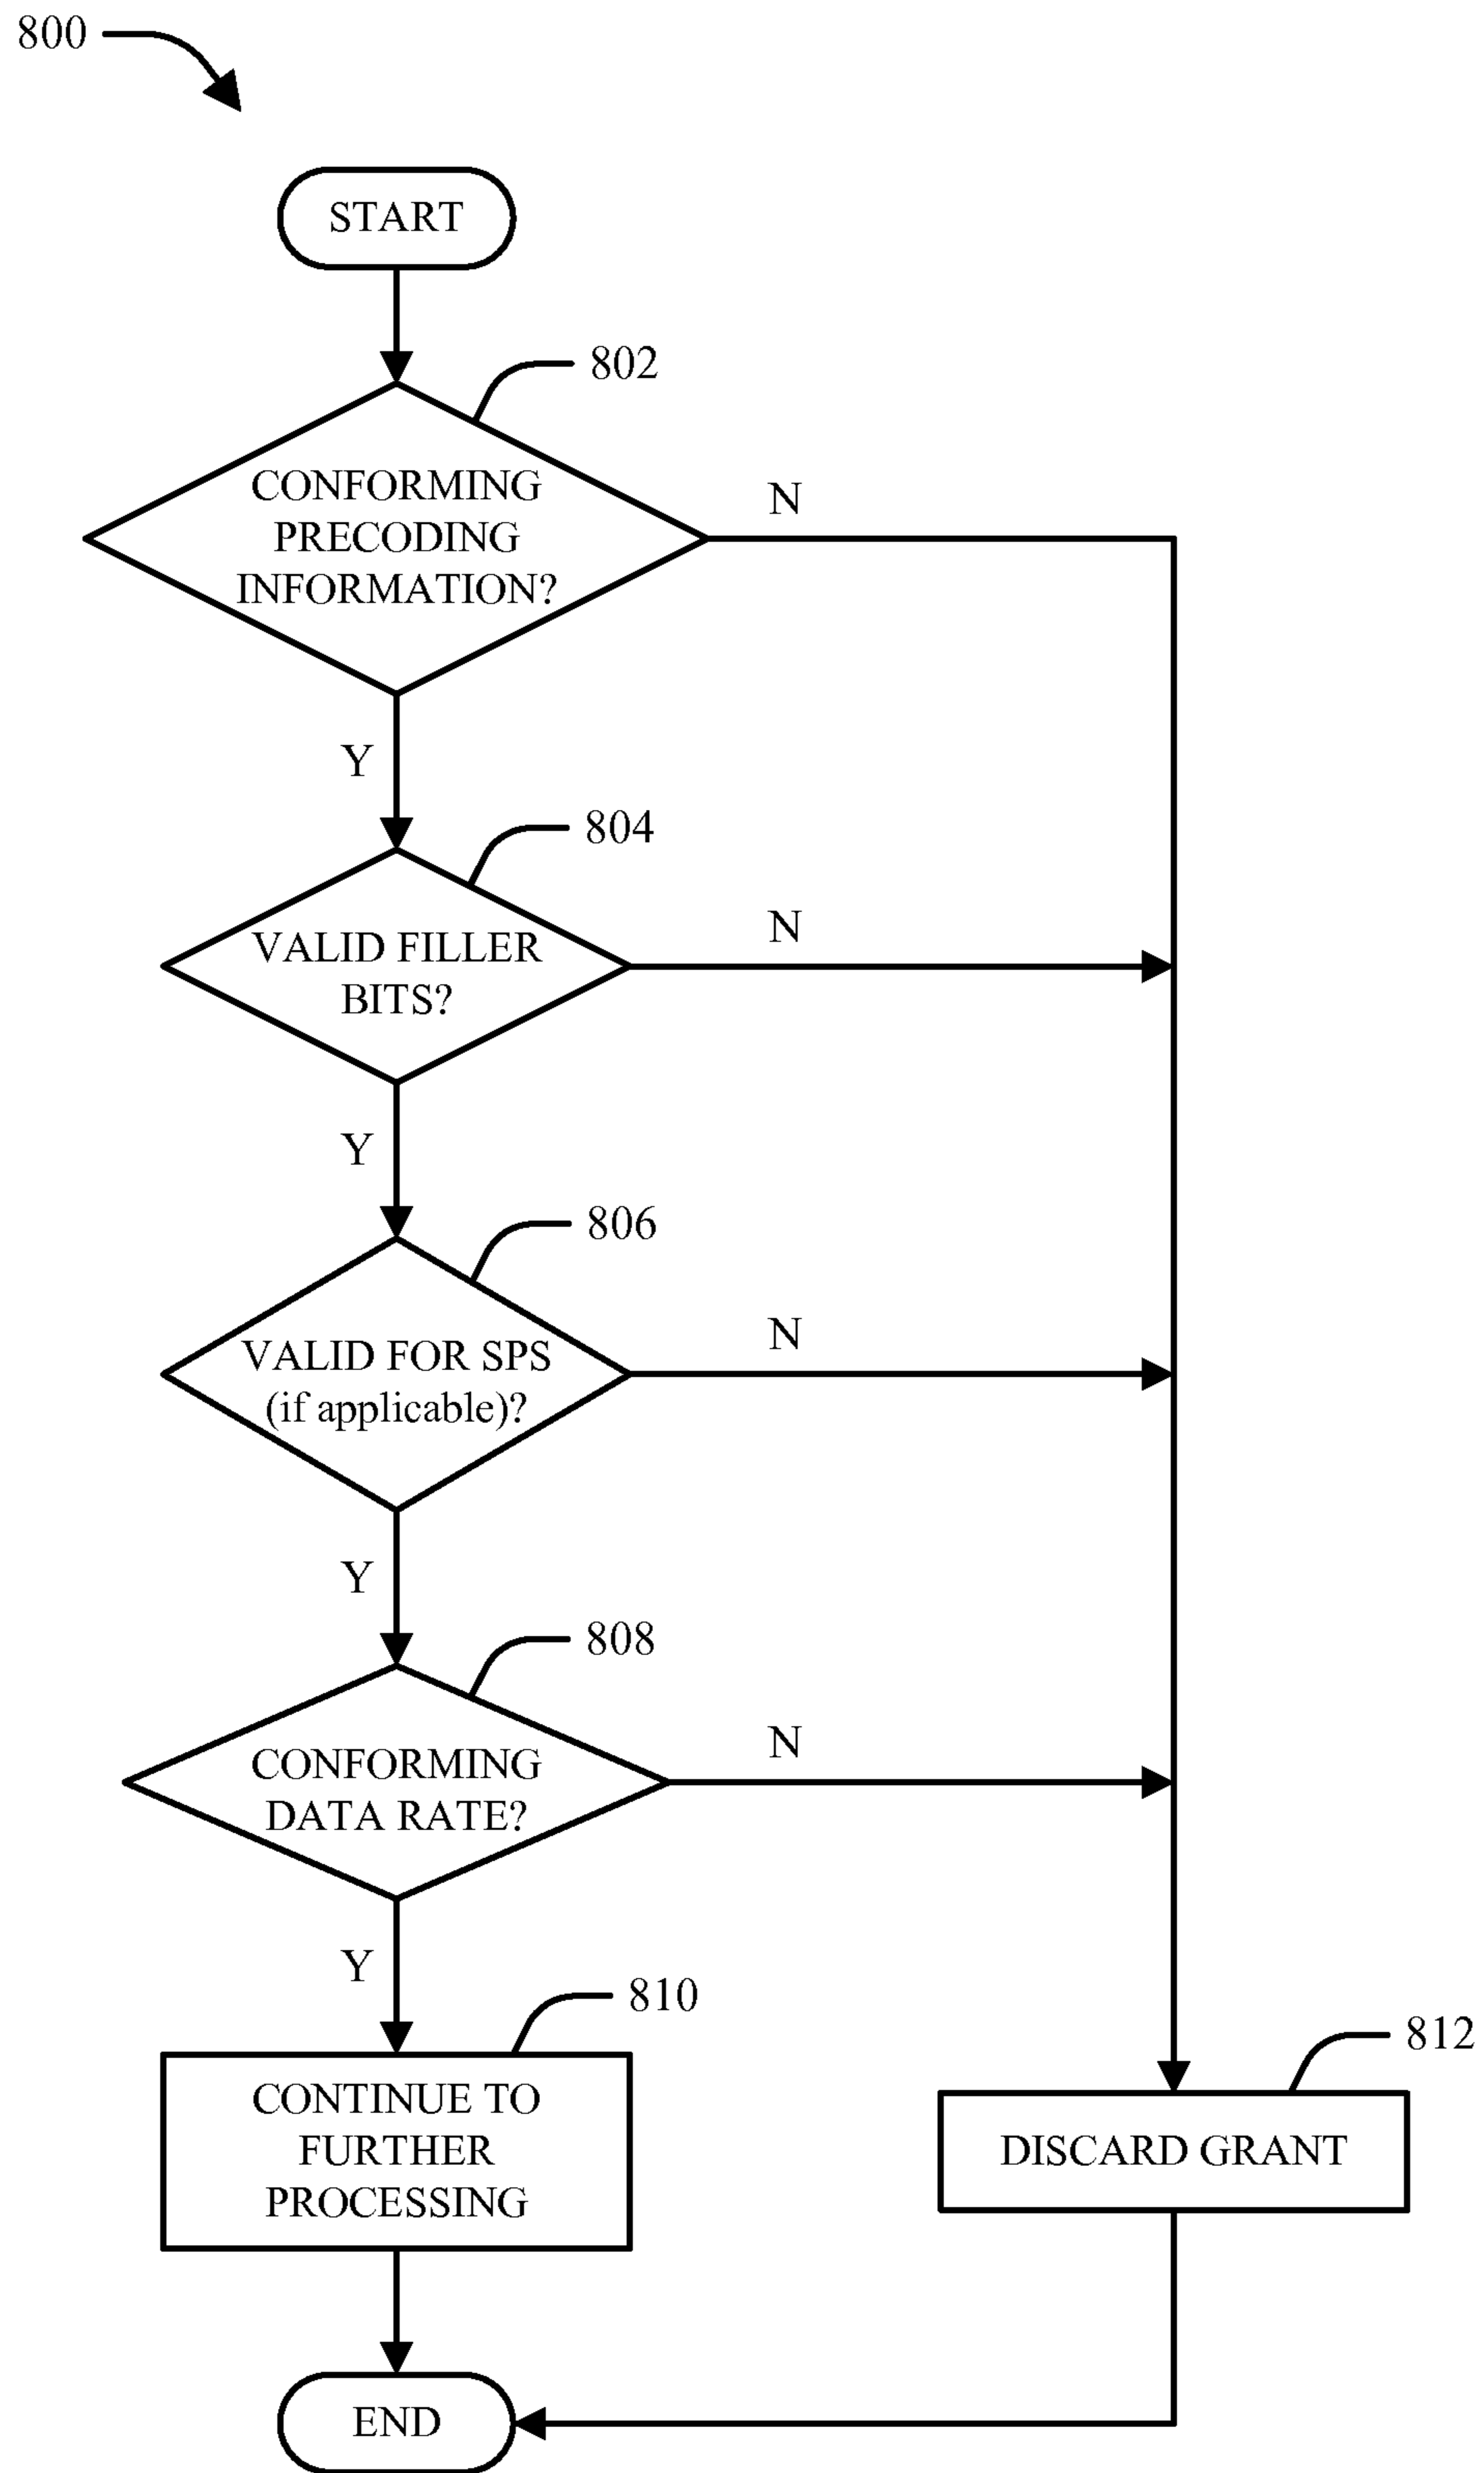 800
START
802
CONFORMING
PRECODING
INFORMATION?
N
Y
804
VALID FILLER
BITS?
N
Y
806
VALID FOR SPS
(if applicable)?
N
Y
808
CONFORMING
DATA RATE?
N
Y
810
CONTINUE TO
FURTHER
PROCESSING
812
DISCARD GRANT
END